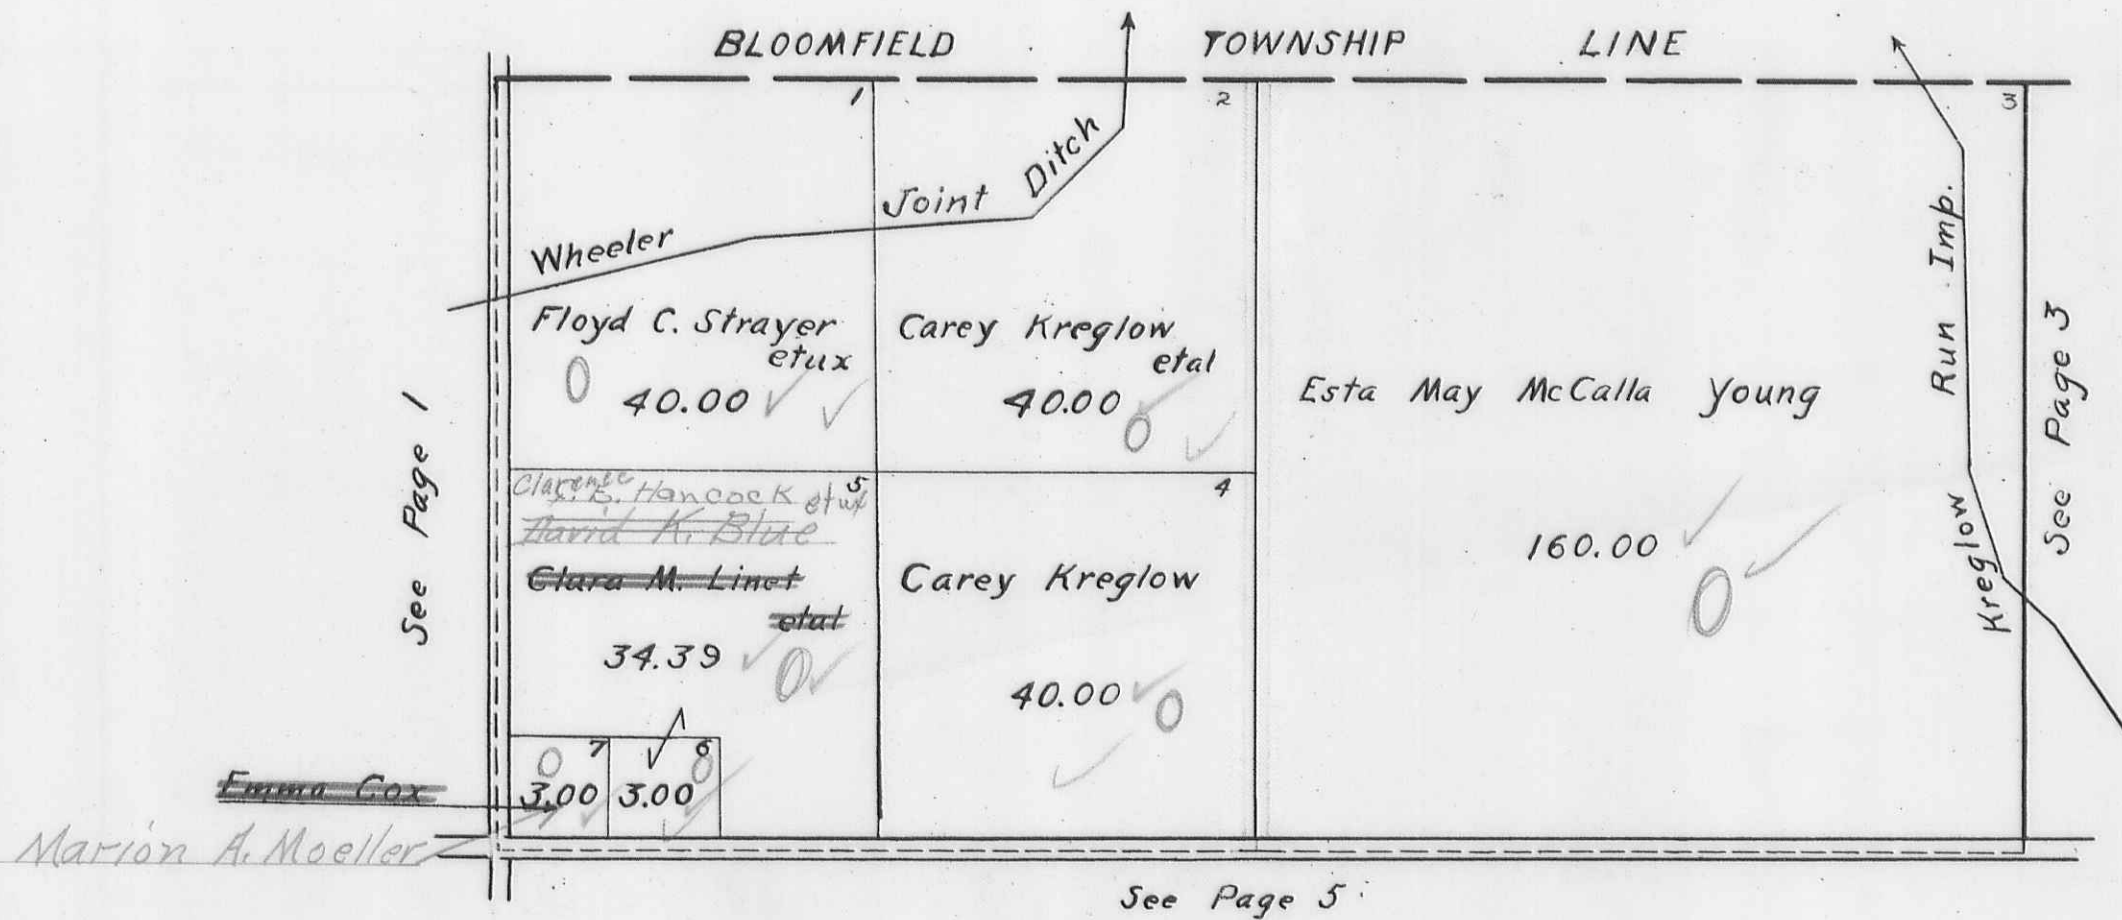 BLOOMFIELD TOWNSHIP LINE
1
2
3
Wheeler Joint Ditch
Floyd C. Strayer
etux
0
40.00
Carey Kreglow
etal
40.00
0
Esta May McCalla Young
160.00
0
Kreglow Run Imp.
See Page 1
See Page 3
5
Clarence B. Hancock etux
David K. Blue
Clara M. Linet
etal
34.39
0
4
Carey Kreglow
40.00
0
7
0
3.00
6
0
3.00
Emma Cox
Marion A. Moeller
See Page 5